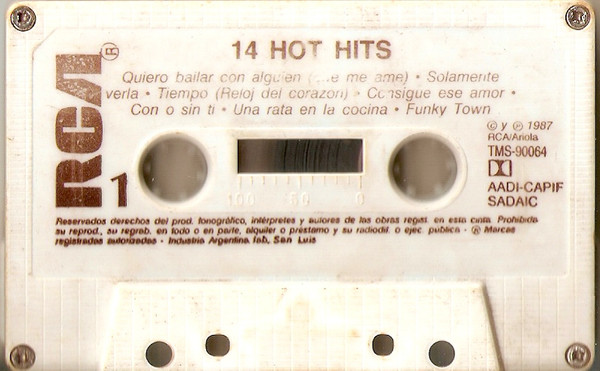 14 HOT HITS
Quiero bailar con alguien (que me ame) • Solamente
verla • Tiempo (Reloj del corazon) • Consigue ese amor •
Con o sin ti • Una rata en la cocina • Funky Town
RCA ®
1
© y ℗ 1987
RCA/Ariola
TMS-90064
AADI-CAPIF
SADAIC
100 50 0
Reservados derechos del prod. fonográfico, intérpretes y autores de las obras regist. en esta cinta. Prohibida
su reprod., su regrab. en todo o en parte, alquiler o préstamo y su radiodif. o ejec. pública - ® Marcas
registradas autorizadas - Industria Argentina fab. San Luis